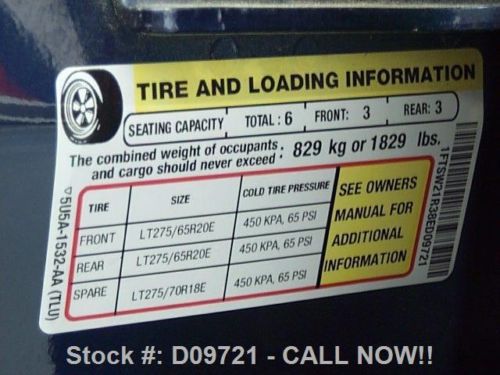 TIRE AND LOADING INFORMATION
SEATING CAPACITY TOTAL : 6 FRONT: 3 REAR: 3
The combined weight of occupants and cargo should never exceed : 829 kg or 1829 lbs.
TIRE SIZE COLD TIRE PRESSURE
FRONT LT275/65R20E 450 KPA, 65 PSI
REAR LT275/65R20E 450 KPA, 65 PSI
SPARE LT275/70R18E 450 KPA, 65 PSI
SEE OWNERS
MANUAL FOR
ADDITIONAL
INFORMATION
5U5A-1532-AA (TLU)
1FTSW21R38ED09721
Stock #: D09721 - CALL NOW!!